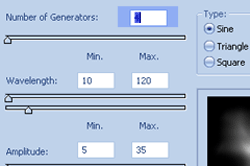 Number of Generators:
Type:
Sine
Triangle
Square
Min. Max.
Wavelength: 10 120
Min. Max.
Amplitude: 5 35